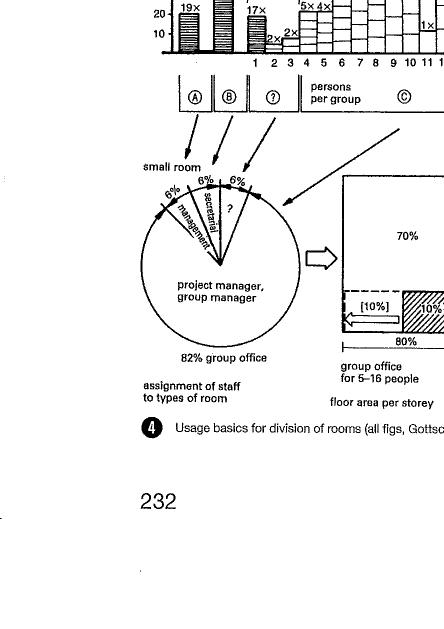 20
19×
17×
2×
2×
5×
4×
1×
10
1 2 3 4 5 6 7 8 9 10 11 1
A B ? persons
per group C
small room
6% 6% 6%
management
secretarial
?
project manager,
group manager
82% group office
assignment of staff
to types of room
70%
[10%] 10%
80%
group office
for 5–16 people
floor area per storey
4 Usage basics for division of rooms (all figs, Gottsc
232